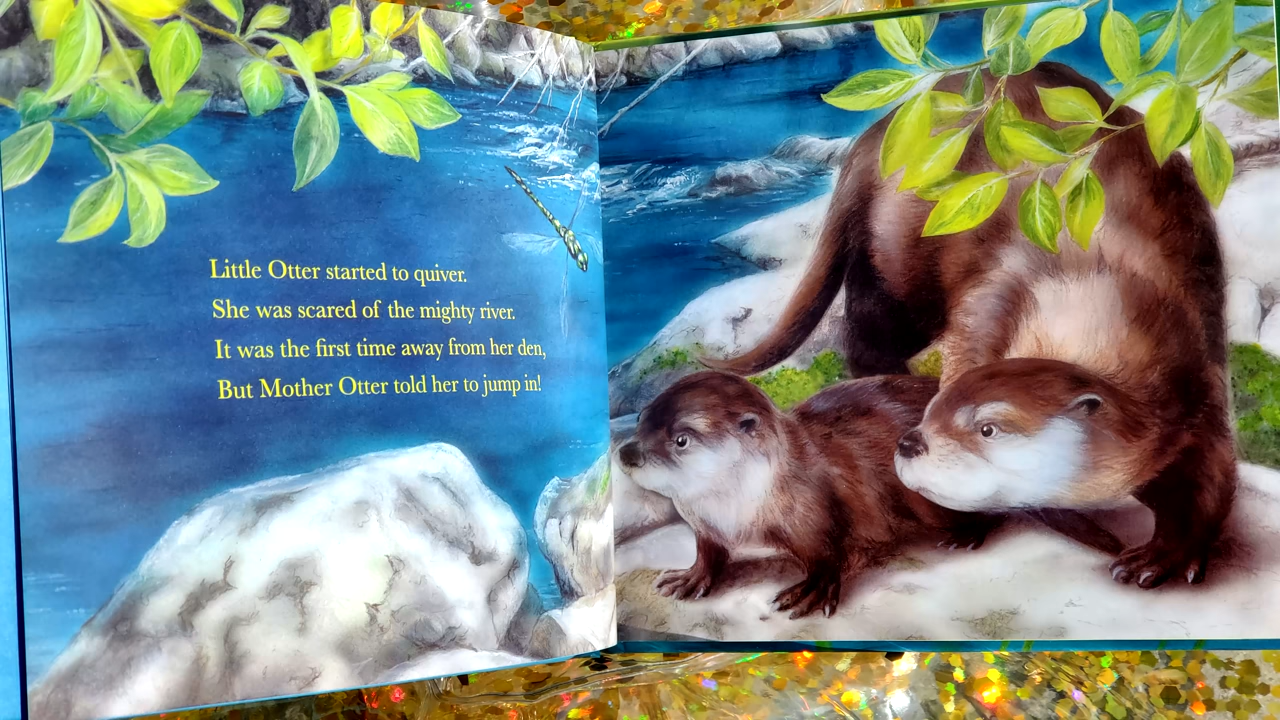 Little Otter started to quiver.
She was scared of the mighty river.
It was the first time away from her den,
But Mother Otter told her to jump in!